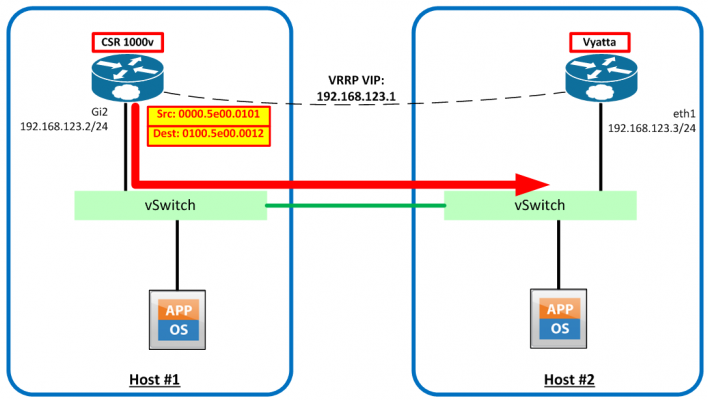 CSR 1000v
Vyatta
VRRP VIP:
192.168.123.1
Gi2
192.168.123.2/24
Src: 0000.5e00.0101
Dest: 0100.5e00.0012
eth1
192.168.123.3/24
vSwitch
vSwitch
APP
OS
APP
OS
Host #1
Host #2